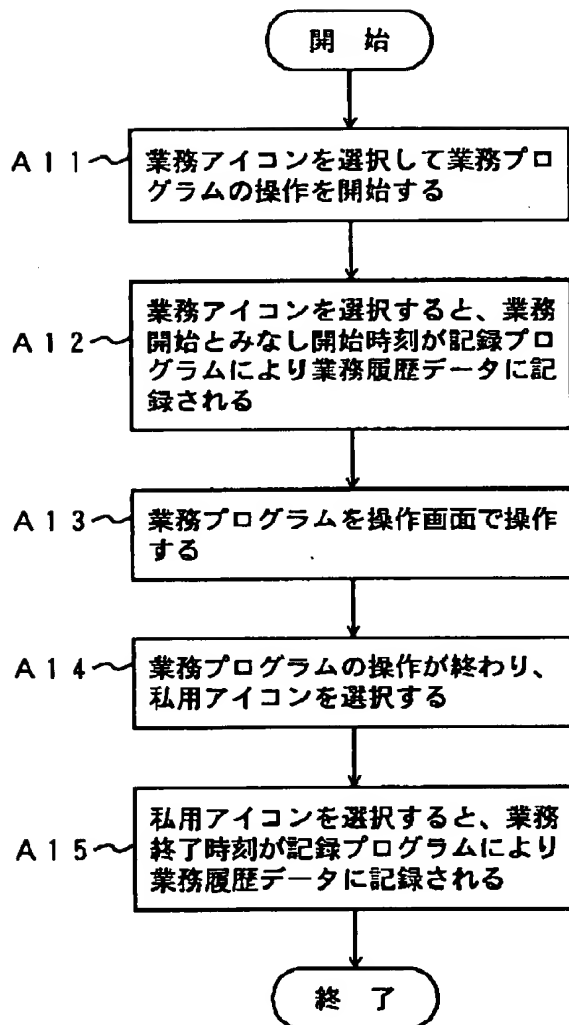 開 始
A11 業務アイコンを選択して業務プロ
グラムの操作を開始する
A12 業務アイコンを選択すると、業務
開始とみなし開始時刻が記録プロ
グラムにより業務履歴データに記
録される
A13 業務プログラムを操作画面で操作
する
A14 業務プログラムの操作が終わり、
私用アイコンを選択する
A15 私用アイコンを選択すると、業務
終了時刻が記録プログラムにより
業務履歴データに記録される
終 了